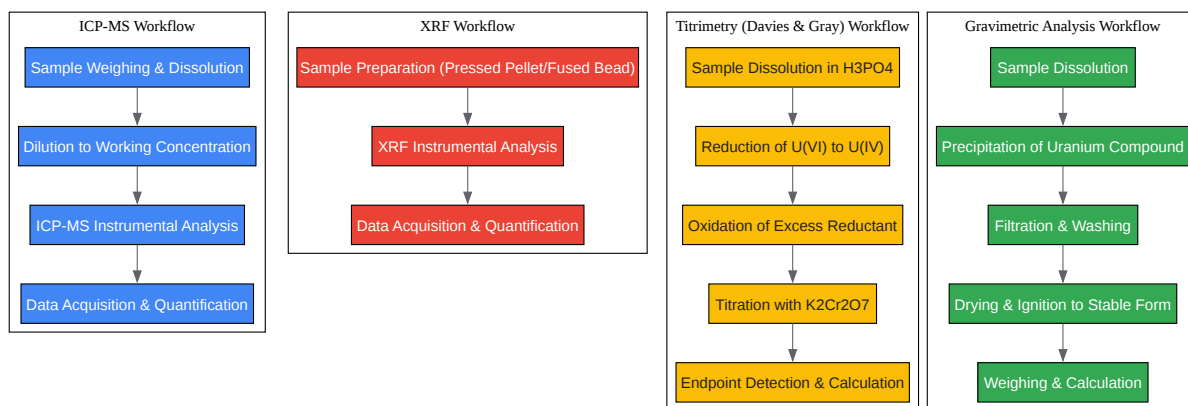 ICP-MS Workflow
Sample Weighing & Dissolution
Dilution to Working Concentration
ICP-MS Instrumental Analysis
Data Acquisition & Quantification
XRF Workflow
Sample Preparation (Pressed Pellet/Fused Bead)
XRF Instrumental Analysis
Data Acquisition & Quantification
Titrimetry (Davies & Gray) Workflow
Sample Dissolution in H3PO4
Reduction of U(VI) to U(IV)
Oxidation of Excess Reductant
Titration with K2Cr2O7
Endpoint Detection & Calculation
Gravimetric Analysis Workflow
Sample Dissolution
Precipitation of Uranium Compound
Filtration & Washing
Drying & Ignition to Stable Form
Weighing & Calculation